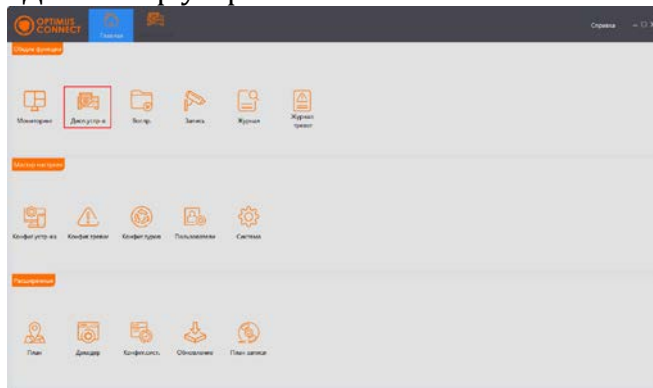 OPTIMUS
CONNECT
Главная
Справка
Общие функции
Мониторинг
Дисп.устр-в
Воспр.
Запись
Журнал
Журнал
тревог
Мастер настроек
Конфиг.устр-ва
Конфиг.тревог
Конфиг.туров
Пользователи
Система
Расширенные
План
Декодер
Конфиг.сист.
Обновление
План записи